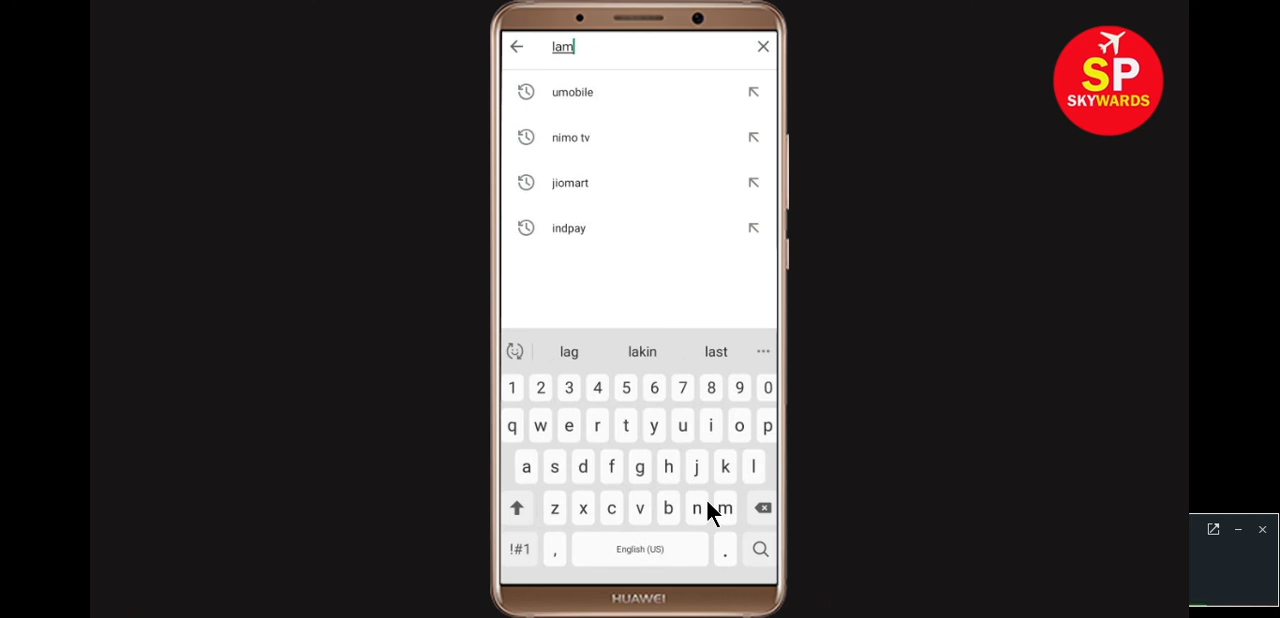 lam
umobile
nimo tv
jiomart
indpay
lag lakin last
1 2 3 4 5 6 7 8 9 0
q w e r t y u i o p
a s d f g h j k l
z x c v b n m
!#1 , English (US) .
HUAWEI
SP
SKYWARDS